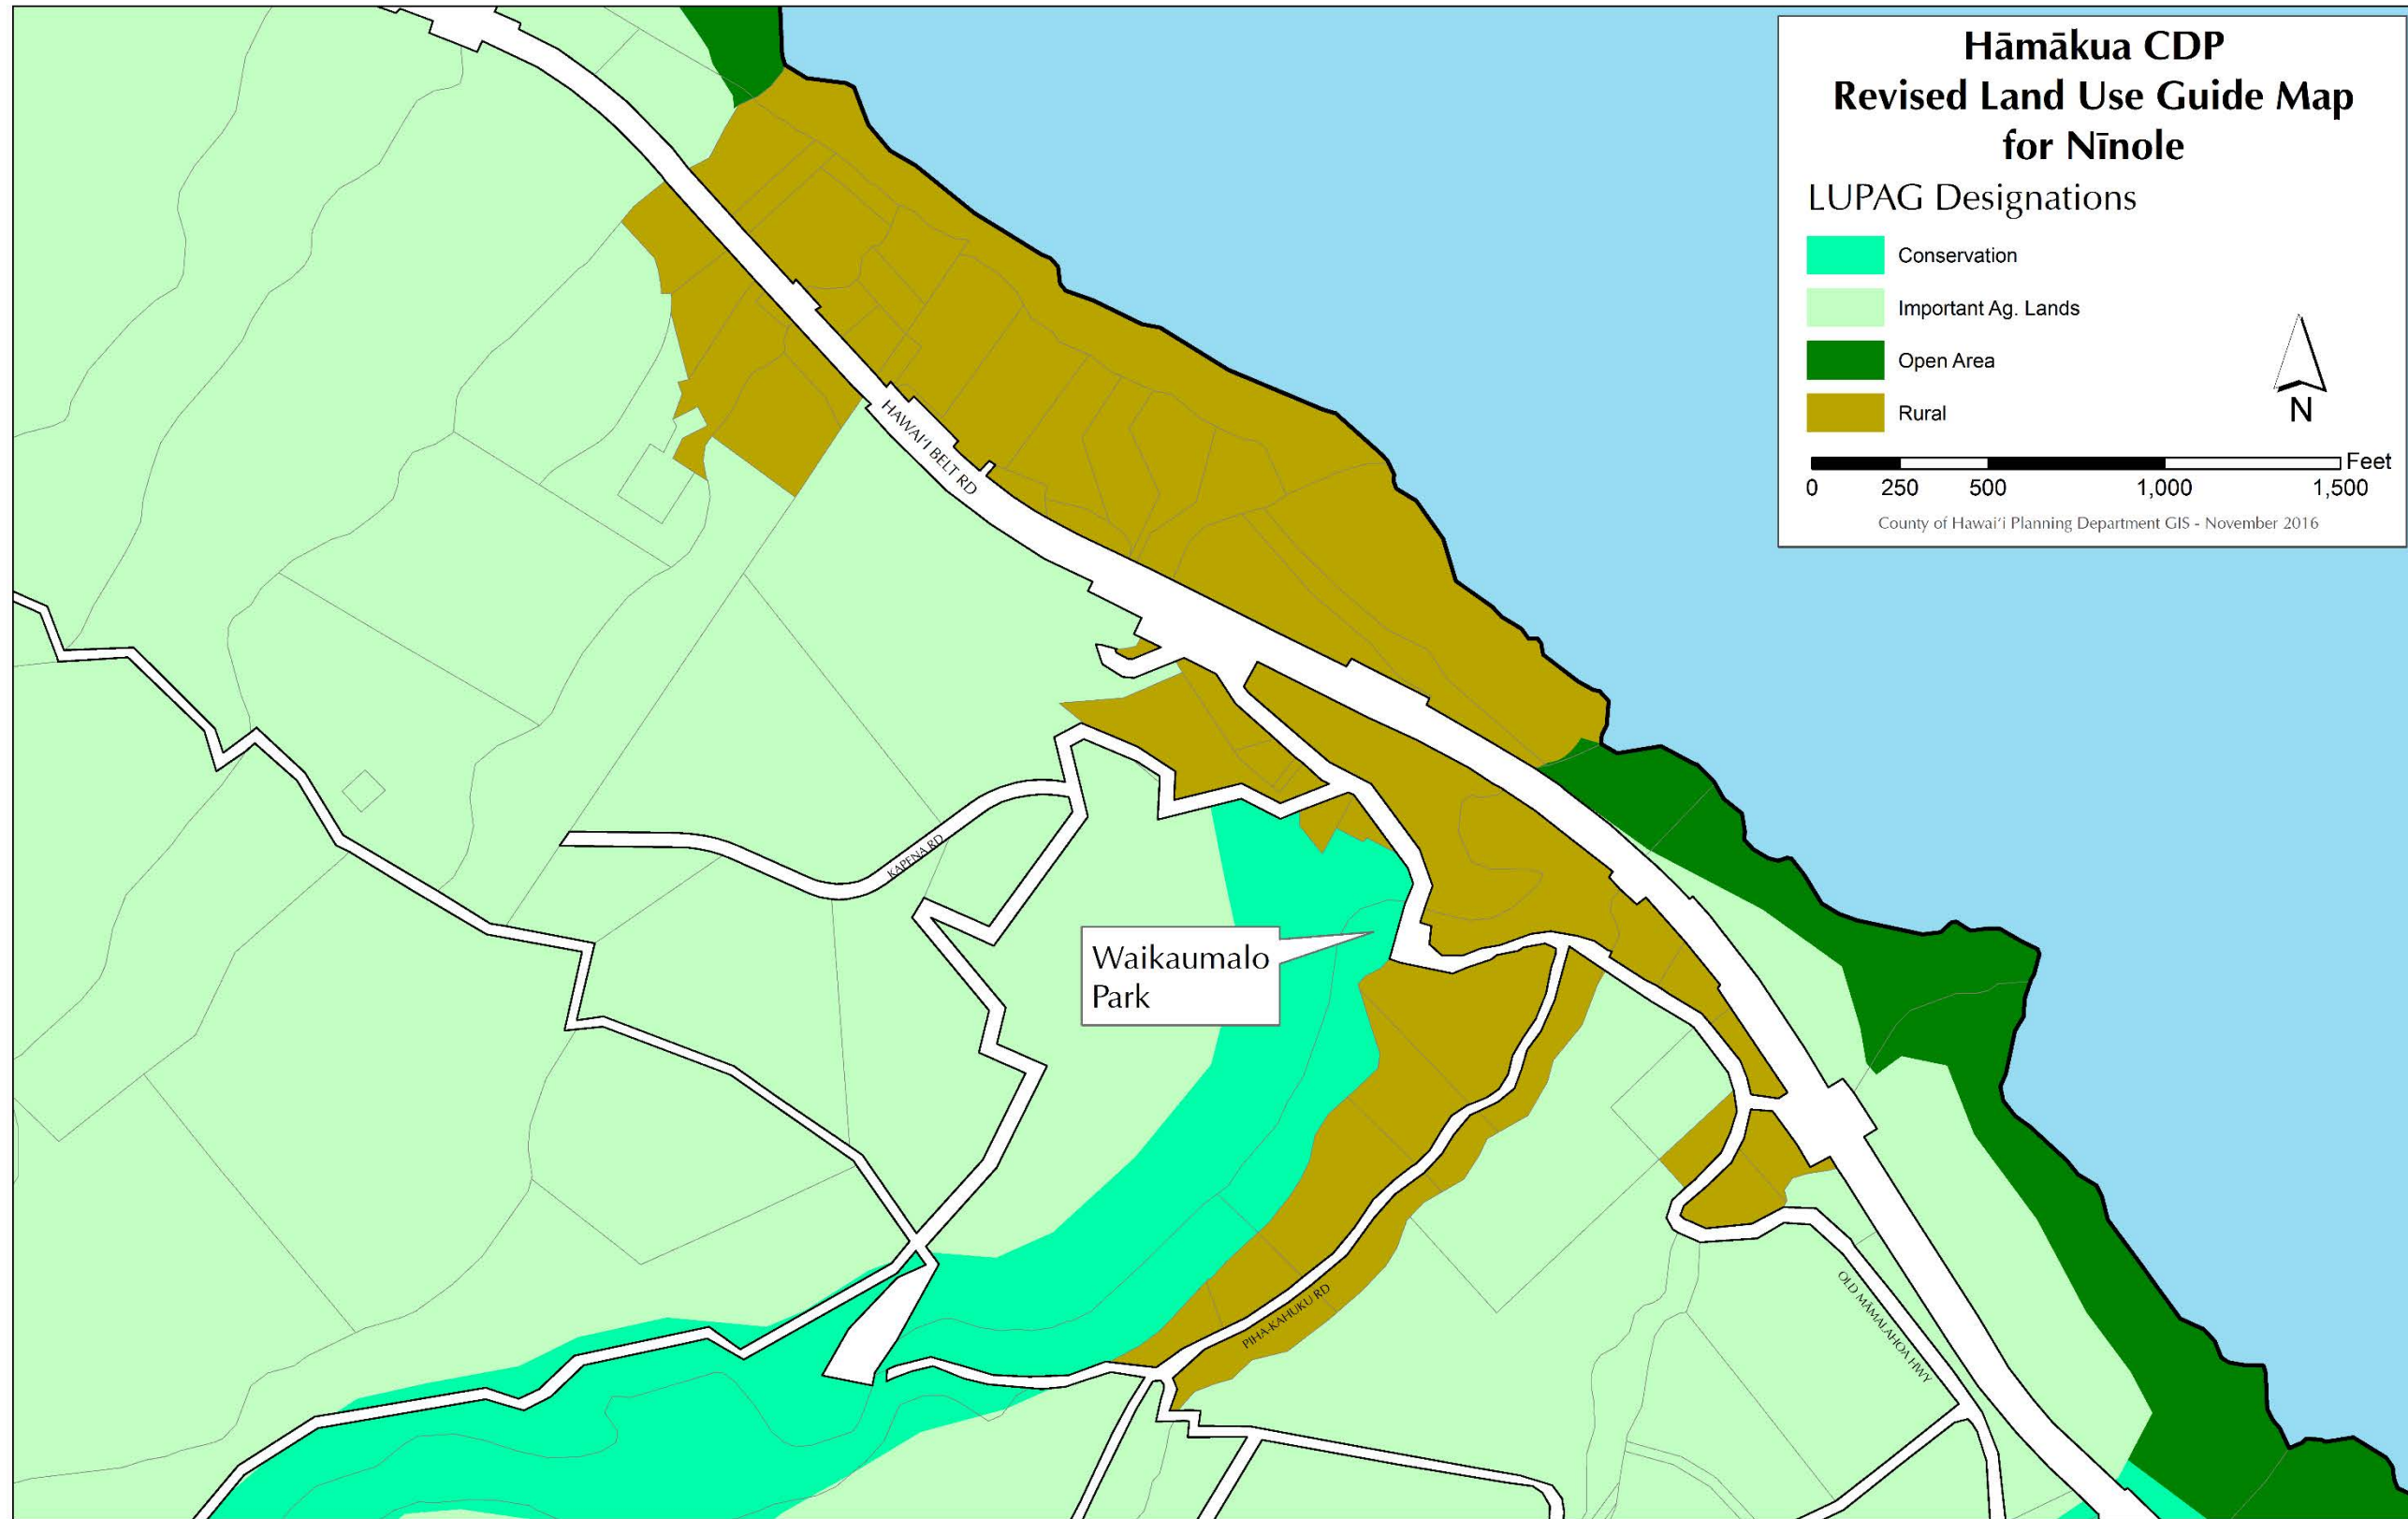 Hāmākua CDP
Revised Land Use Guide Map
for Nīnole
LUPAG Designations
Conservation
Important Ag. Lands
Open Area
Rural
N
Feet
0 250 500 1,000 1,500
County of Hawai‘i Planning Department GIS - November 2016
HAWAI‘I BELT RD
KAPENA RD
Waikaumalo
Park
PIHA-KAHUKU RD
OLD MĀMALAHOA HWY